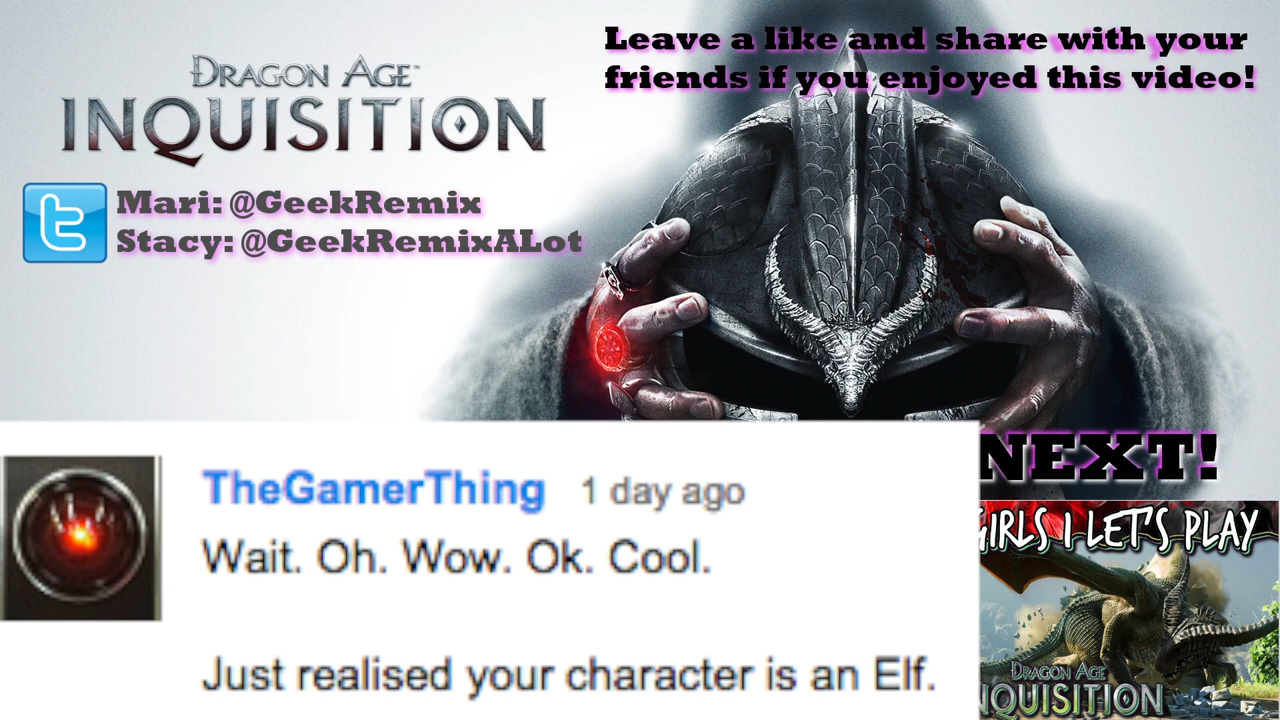 Leave a like and share with your
friends if you enjoyed this video!
DRAGON AGE™
INQUISITION
Mari: @GeekRemix
Stacy: @GeekRemixALot
NEXT!
TheGamerThing 1 day ago
Wait. Oh. Wow. Ok. Cool.
Just realised your character is an Elf.
GIRLS | LET'S PLAY
DRAGON AGE
INQUISITION